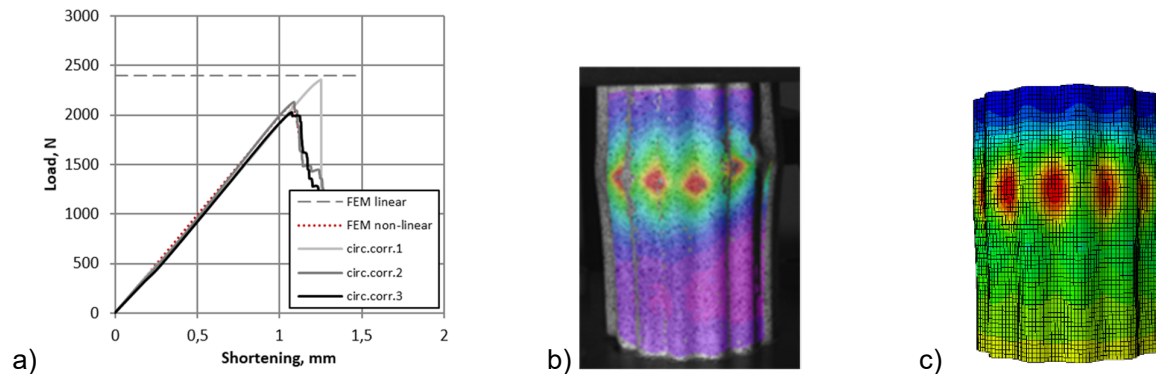 3000
2500
2000
1500
1000
500
0
Load, N
FEM linear
FEM non-linear
circ.corr.1
circ.corr.2
circ.corr.3
0 0,5 1 1,5 2
Shortening, mm
a)
b)
c)